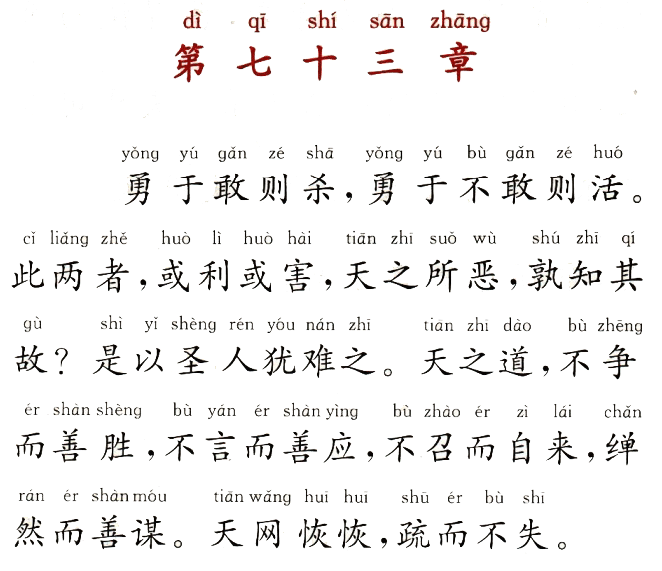 dì qī shí sān zhāng
第七十三章
yǒng yú gǎn zé shā yǒng yú bù gǎn zé huó
勇于敢则杀，勇于不敢则活。
cǐ liǎng zhě huò lì huò hài tiān zhī suǒ wù shú zhī qí
此两者，或利或害，天之所恶，孰知其
gù shì yǐ shèng rén yóu nán zhī tiān zhī dào bù zhēng
故？是以圣人犹难之。天之道，不争
ér shàn shèng bù yán ér shàn yìng bù zhào ér zì lái chǎn
而善胜，不言而善应，不召而自来，繟
rán ér shàn móu tiān wǎng huī huī shū ér bù shī
然而善谋。天网恢恢，疏而不失。